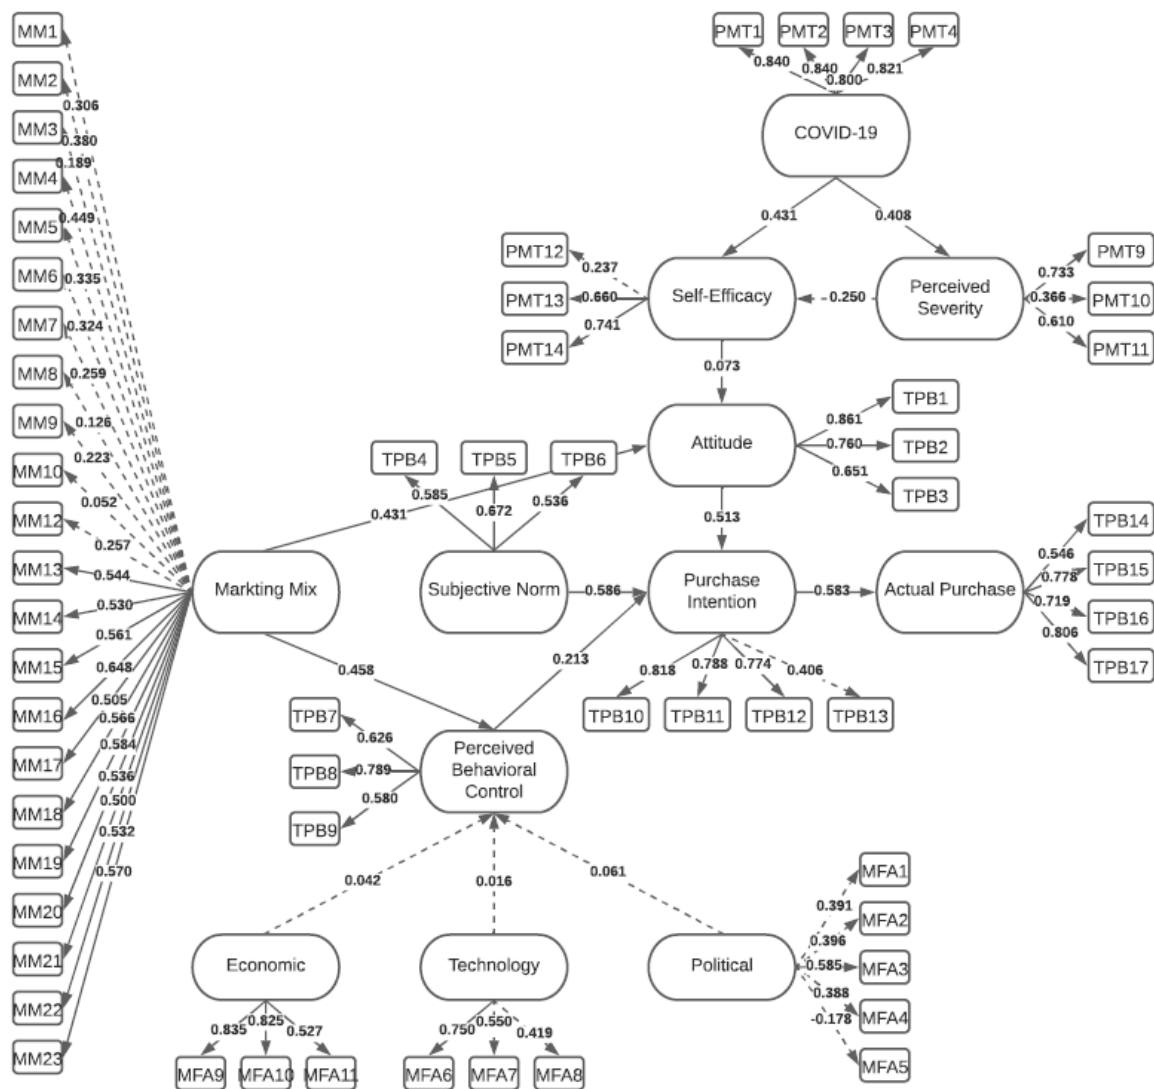 MM1
MM2
0.306
MM3
0.380
0.189
MM4
0.449
MM5
MM6
0.335
MM7
0.324
MM8
0.259
MM9
0.126
0.223
MM10
0.052
MM12
0.257
MM13
0.544
MM14
0.530
MM15
0.561
0.648
MM16
0.505
0.566
MM17
0.584
0.536
MM18
0.500
0.532
MM19
0.570
MM20
MM21
MM22
MM23
Markting Mix
0.431
0.458
PMT1
PMT2
PMT3
PMT4
0.840
0.840
0.800
0.821
COVID-19
0.431
0.408
PMT12
PMT13
PMT14
0.237
0.660
0.741
Self-Efficacy
0.250
Perceived
Severity
0.733
0.366
0.610
PMT9
PMT10
PMT11
0.073
Attitude
0.861
0.760
0.651
TPB1
TPB2
TPB3
TPB4
TPB5
TPB6
0.585
0.672
0.536
0.513
Subjective Norm
0.586
Purchase
Intention
0.583
Actual Purchase
0.546
0.778
0.719
0.806
TPB14
TPB15
TPB16
TPB17
0.213
0.818
0.788
0.774
0.406
TPB10
TPB11
TPB12
TPB13
TPB7
TPB8
TPB9
0.626
0.789
0.580
Perceived
Behavioral
Control
0.042
0.016
0.061
Economic
Technology
Political
0.835
0.825
0.527
MFA9
MFA10
MFA11
0.750
0.550
0.419
MFA6
MFA7
MFA8
0.391
0.396
0.585
0.388
-0.178
MFA1
MFA2
MFA3
MFA4
MFA5